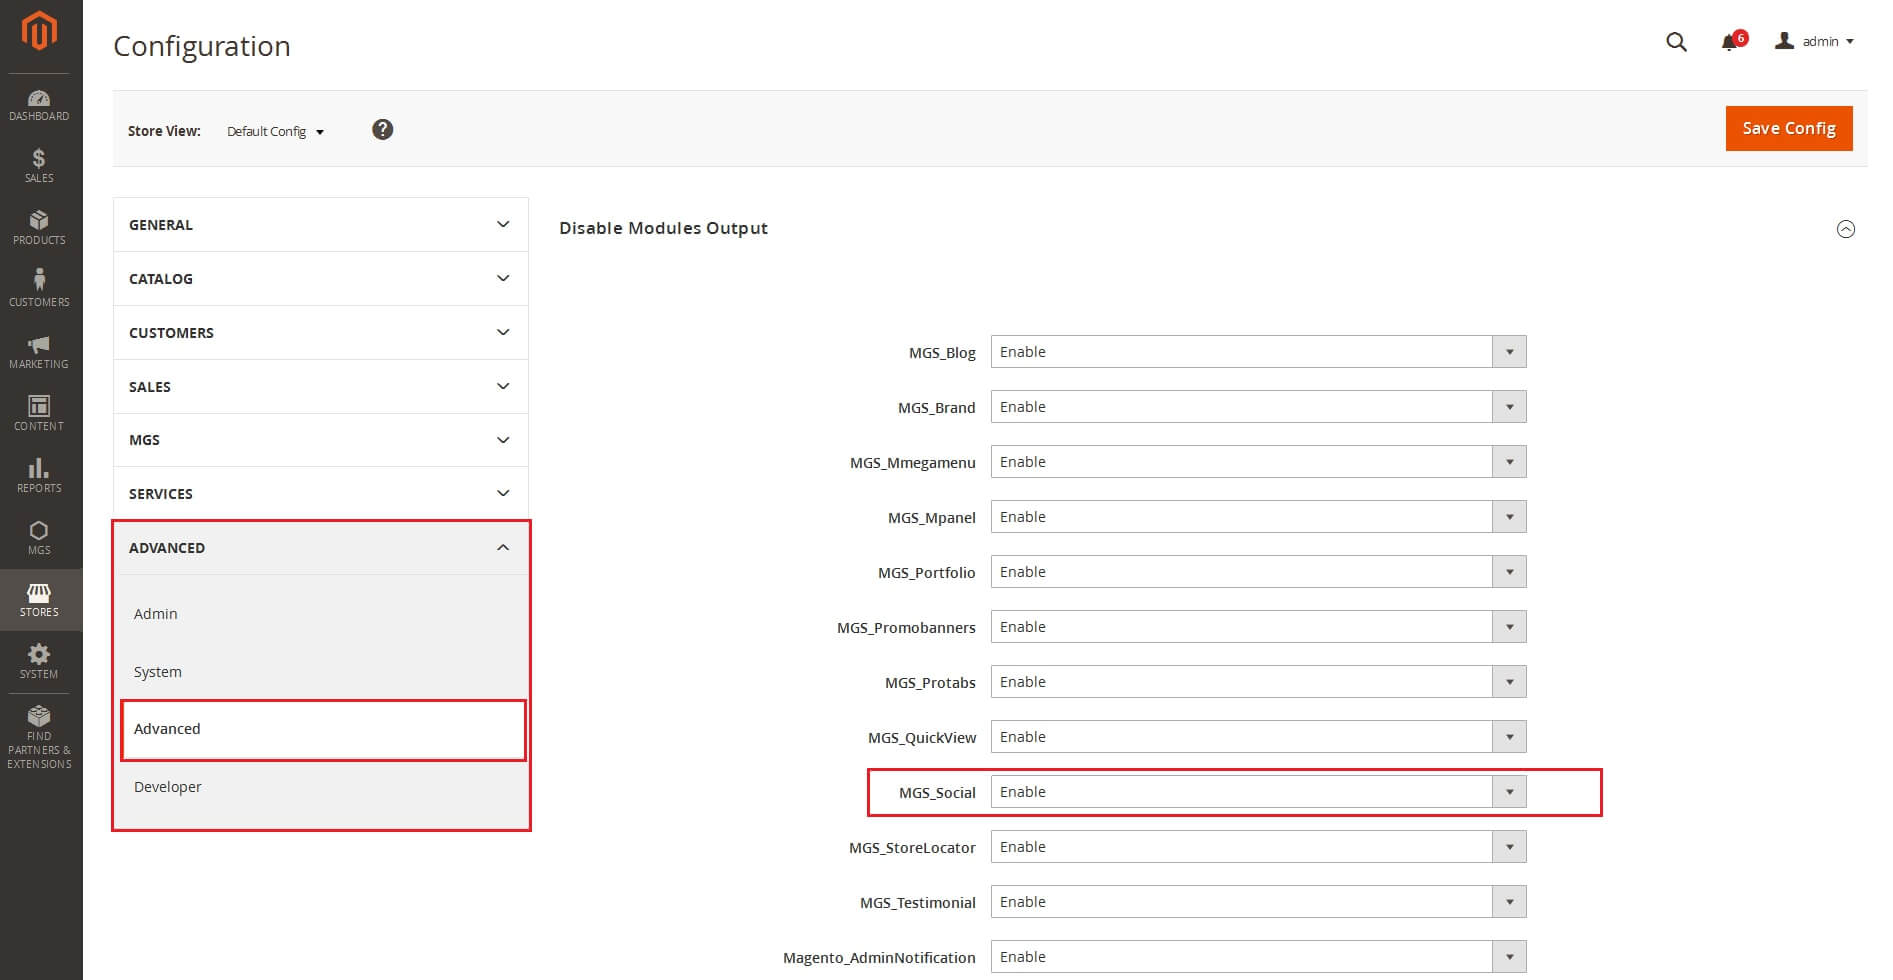 Configuration
6
admin
DASHBOARD
SALES
PRODUCTS
CUSTOMERS
MARKETING
CONTENT
REPORTS
MGS
STORES
SYSTEM
FIND
PARTNERS &
EXTENSIONS
Store View: Default Config ?
Save Config
GENERAL
CATALOG
CUSTOMERS
SALES
MGS
SERVICES
ADVANCED
Admin
System
Advanced
Developer
Disable Modules Output
MGS_Blog Enable
MGS_Brand Enable
MGS_Mmegamenu Enable
MGS_Mpanel Enable
MGS_Portfolio Enable
MGS_Promobanners Enable
MGS_Protabs Enable
MGS_QuickView Enable
MGS_Social Enable
MGS_StoreLocator Enable
MGS_Testimonial Enable
Magento_AdminNotification Enable